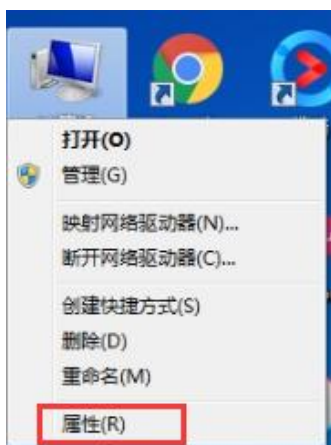 打开(O)
管理(G)
映射网络驱动器(N)...
断开网络驱动器(C)...
创建快捷方式(S)
删除(D)
重命名(M)
属性(R)